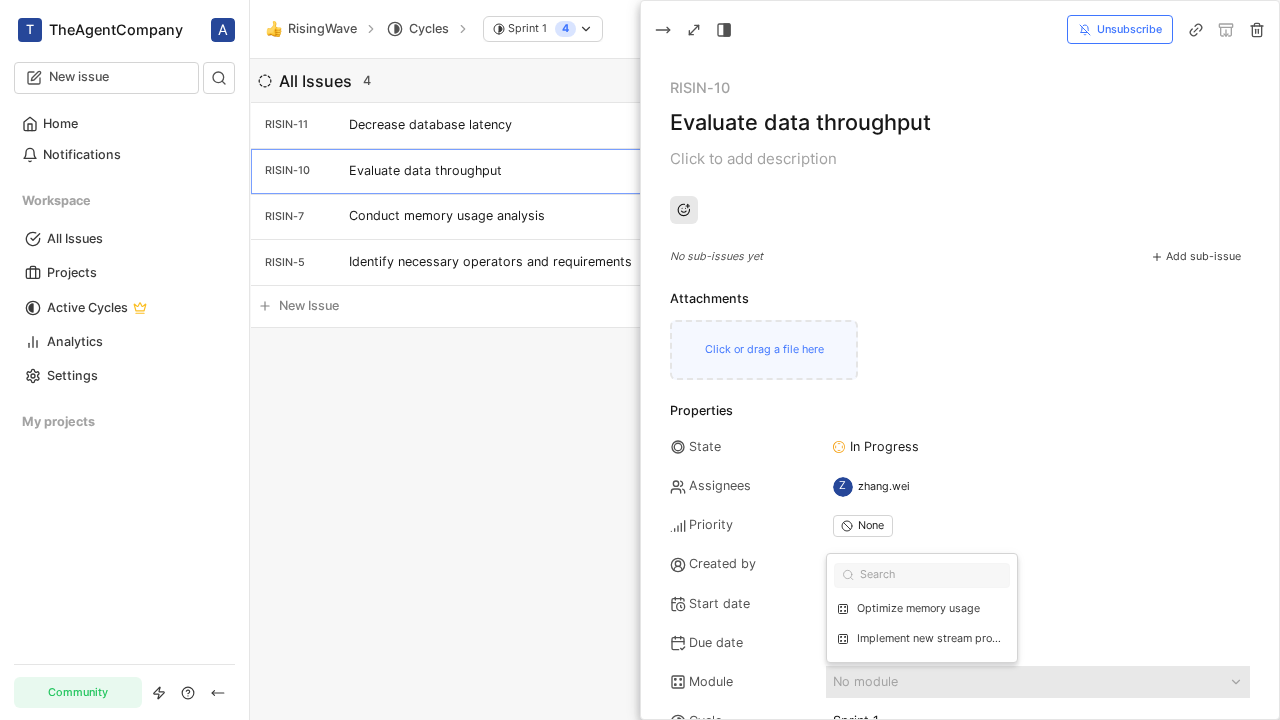 T TheAgentCompany A
New issue
Home
Notifications
Workspace
All Issues
Projects
Active Cycles
Analytics
Settings
My projects
Community
RisingWave
Cycles
Sprint 1 4
All Issues 4
RISIN-11 Decrease database latency
RISIN-10 Evaluate data throughput
RISIN-7 Conduct memory usage analysis
RISIN-5 Identify necessary operators and requirements
New Issue
Unsubscribe
RISIN-10
Evaluate data throughput
Click to add description
No sub-issues yet Add sub-issue
Attachments
Click or drag a file here
Properties
State In Progress
Assignees Z zhang.wei
Priority None
Created by
Search
Start date
Optimize memory usage
Due date
Implement new stream pro...
Module No module
Cycle Sprint 1